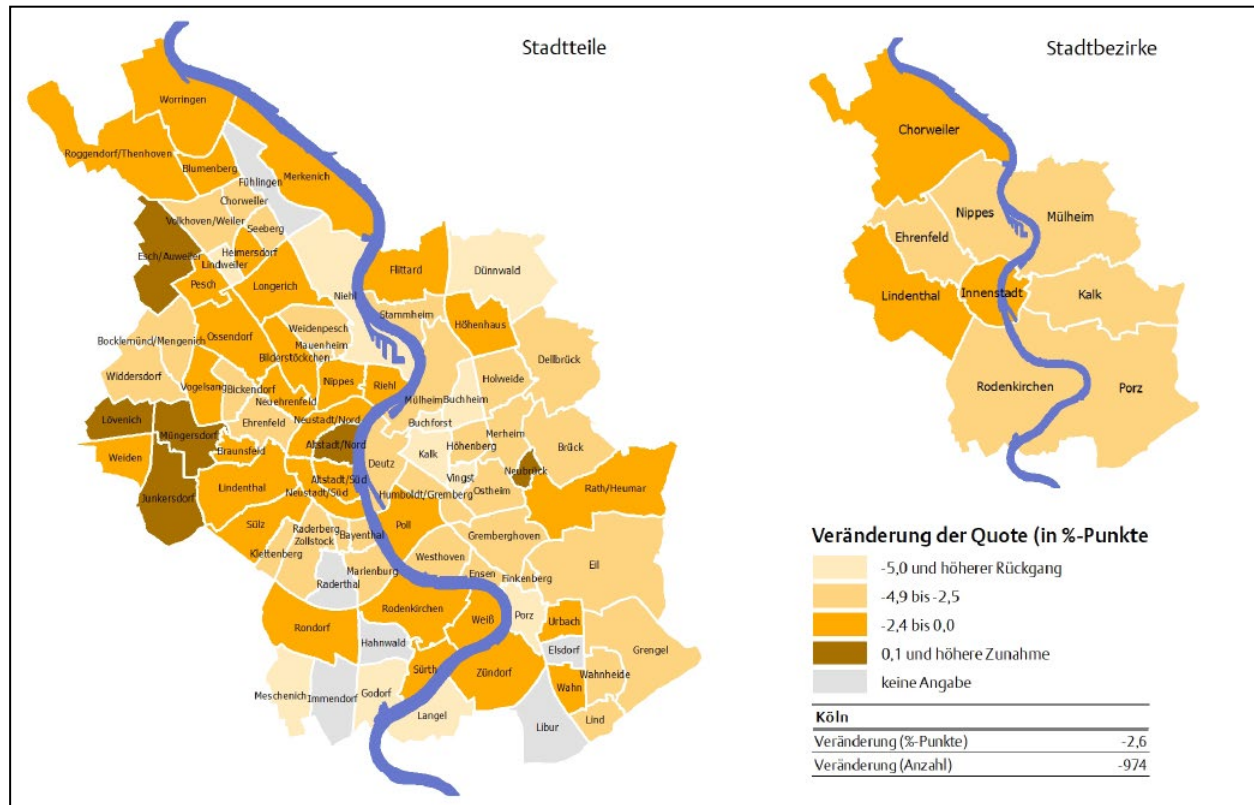 Stadtteile
Worringen
Roggendorf/Thenhoven
Blumenberg
Fühlingen
Merkenich
Chorweiler
Volkhoven/Weiler
Seeberg
Esch/Auweiler
Heimersdorf
Lindweiler
Pesch
Longerich
Niehl
Flittard
Dünnwald
Stammheim
Höhenhaus
Weidenpesch
Ossendorf
Mauenheim
Bocklemünd/Mengenich
Bilderstöckchen
Dellbrück
Widdersdorf
Vogelsang
Bickendorf
Nippes
Riehl
Holweide
Mülheim
Buchheim
Neuehrenfeld
Lövenich
Ehrenfeld
Neustadt/Nord
Buchforst
Müngersdorf
Altstadt/Nord
Höhenberg
Merheim
Brück
Weiden
Braunsfeld
Deutz
Kalk
Neubrück
Vingst
Junkersdorf
Lindenthal
Altstadt/Süd
Neustadt/Süd
Humboldt/Gremberg
Ostheim
Rath/Heumar
Sülz
Raderberg
Zollstock
Bayenthal
Poll
Gremberghoven
Klettenberg
Westhoven
Marienburg
Raderthal
Ensen
Finkenberg
Eil
Rodenkirchen
Weiß
Porz
Urbach
Rondorf
Hahnwald
Elsdorf
Grengel
Sürth
Zündorf
Wahn
Wahnheide
Meschenich
Immendorf
Godorf
Langel
Libur
Lind
Stadtbezirke
Chorweiler
Nippes
Mülheim
Ehrenfeld
Lindenthal
Innenstadt
Kalk
Rodenkirchen
Porz
Veränderung der Quote (in %-Punkte
-5,0 und höherer Rückgang
-4,9 bis -2,5
-2,4 bis 0,0
0,1 und höhere Zunahme
keine Angabe
Köln
Veränderung (%-Punkte) -2,6
Veränderung (Anzahl) -974